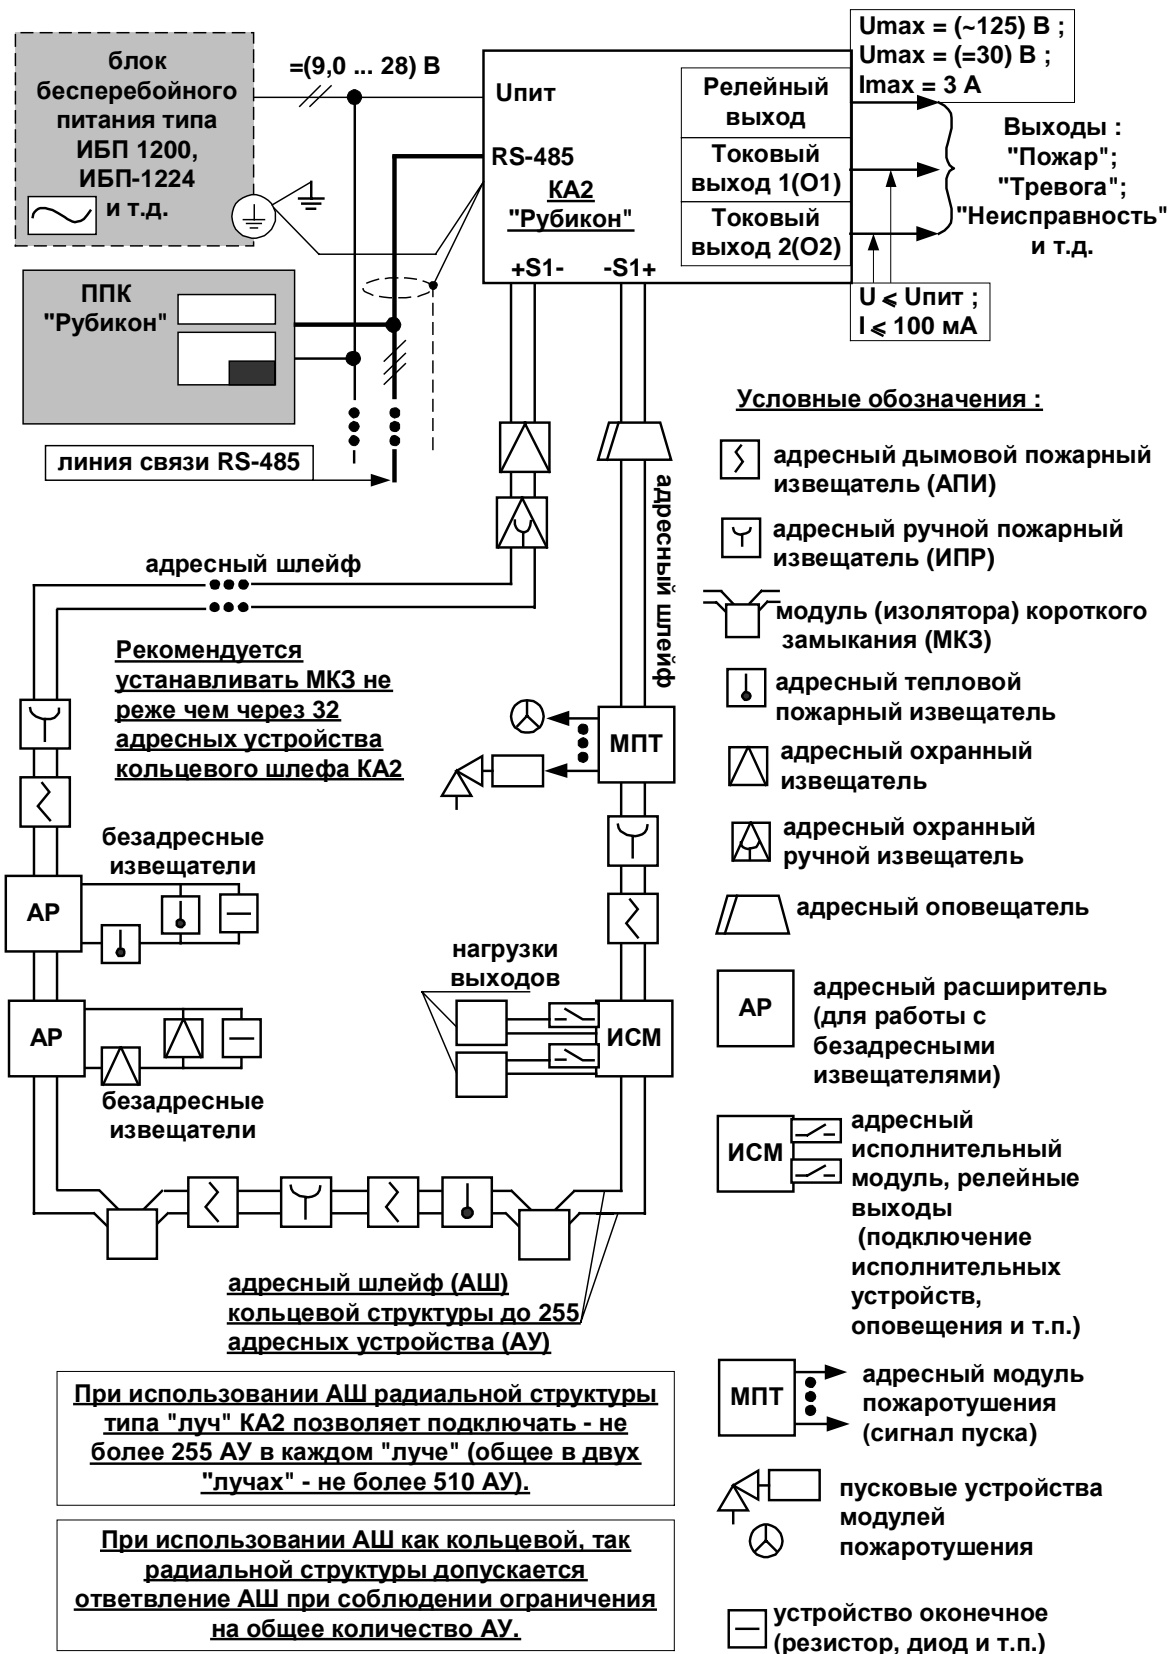 блок
бесперебойного
питания типа
ИБП 1200,
ИБП-1224
и т.д.
=(9,0 ... 28) В
Uпит
RS-485
КА2
"Рубикон"
+S1-
-S1+
Релейный
выход
Токовый
выход 1(О1)
Токовый
выход 2(О2)
Umax = (~125) В ;
Umax = (=30) В ;
Imax = 3 А
Выходы :
"Пожар";
"Тревога";
"Неисправность"
и т.д.
U ⩽ Uпит ;
I ⩽ 100 мА
ППК
"Рубикон"
линия связи RS-485
адресный шлейф
адресный шлейф
Рекомендуется
устанавливать МКЗ не
реже чем через 32
адресных устройства
кольцевого шлефа КА2
МПТ
безадресные
извещатели
АР
АР
безадресные
извещатели
нагрузки
выходов
ИСМ
адресный шлейф (АШ)
кольцевой структуры до 255
адресных устройства (АУ)
При использовании АШ радиальной структуры
типа "луч" КА2 позволяет подключать - не
более 255 АУ в каждом "луче" (общее в двух
"лучах" - не более 510 АУ).
При использовании АШ как кольцевой, так
радиальной структуры допускается
ответвление АШ при соблюдении ограничения
на общее количество АУ.
Условные обозначения :
адресный дымовой пожарный
извещатель (АПИ)
адресный ручной пожарный
извещатель (ИПР)
модуль (изолятора) короткого
замыкания (МКЗ)
адресный тепловой
пожарный извещатель
адресный охранный
извещатель
адресный охранный
ручной извещатель
адресный оповещатель
АР
адресный расширитель
(для работы с
безадресными
извещателями)
ИСМ
адресный
исполнительный
модуль, релейные
выходы
(подключение
исполнительных
устройств,
оповещения и т.п.)
МПТ
адресный модуль
пожаротушения
(сигнал пуска)
пусковые устройства
модулей
пожаротушения
устройство оконечное
(резистор, диод и т.п.)